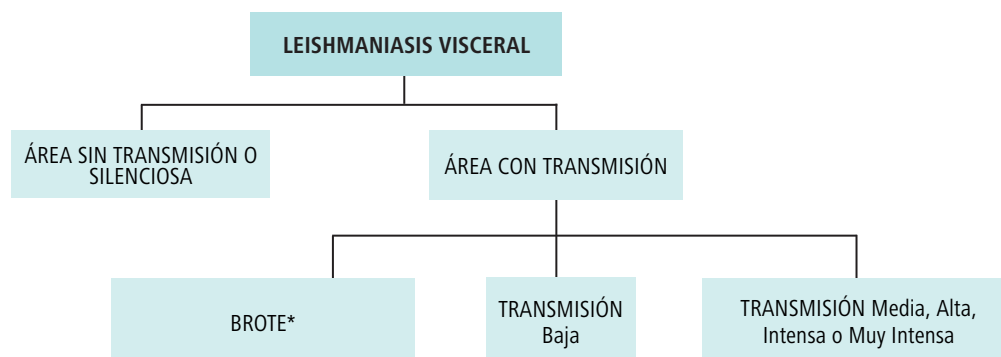 LEISHMANIASIS VISCERAL
ÁREA SIN TRANSMISIÓN O
SILENCIOSA
ÁREA CON TRANSMISIÓN
BROTE*
TRANSMISIÓN
Baja
TRANSMISIÓN Media, Alta,
Intensa o Muy Intensa